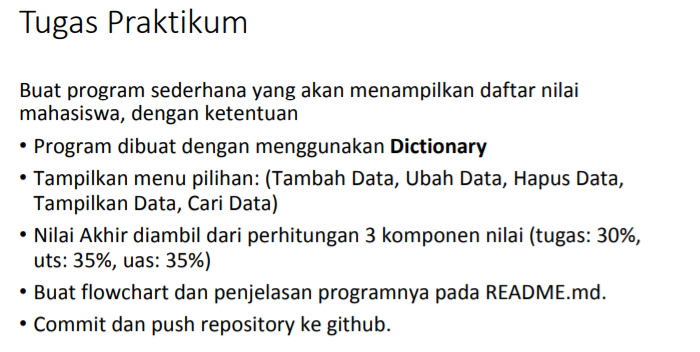 Tugas Praktikum
Buat program sederhana yang akan menampilkan daftar nilai
mahasiswa, dengan ketentuan
• Program dibuat dengan menggunakan Dictionary
• Tampilkan menu pilihan: (Tambah Data, Ubah Data, Hapus Data,
Tampilkan Data, Cari Data)
• Nilai Akhir diambil dari perhitungan 3 komponen nilai (tugas: 30%,
uts: 35%, uas: 35%)
• Buat flowchart dan penjelasan programnya pada README.md.
• Commit dan push repository ke github.